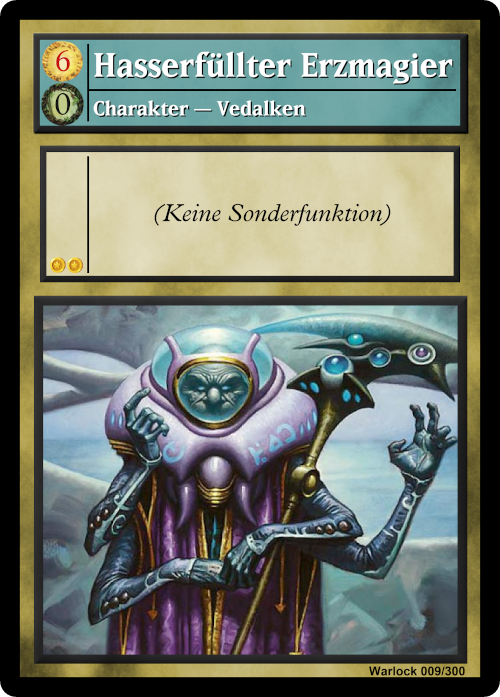 6
Hasserfüllter Erzmagier
0
Charakter — Vedalken
(Keine Sonderfunktion)
Warlock 009/300